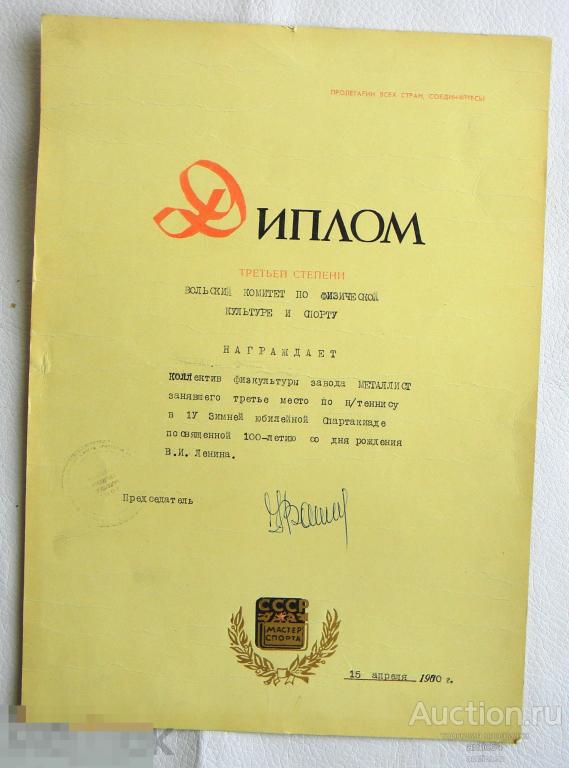 ПРОЛЕТАРИИ ВСЕХ СТРАН, СОЕДИНЯЙТЕСЬ!
ДИПЛОМ
ТРЕТЬЕЙ СТЕПЕНИ
ВОЛЬСКИЙ КОМИТЕТ ПО ФИЗИЧЕСКОЙ
КУЛЬТУРЕ И СПОРТУ
НАГРАЖДАЕТ
коллектив физкультуры завода МЕТАЛЛИСТ
занявшего третье место по н/теннису
в 1У Зимней юбилейной Спартакиаде
посвященной 100-летию со дня рождения
В.И. Ленина.
Председатель
СССР
МАСТЕР
СПОРТА
15 апреля 1970 г.
Auction.ru